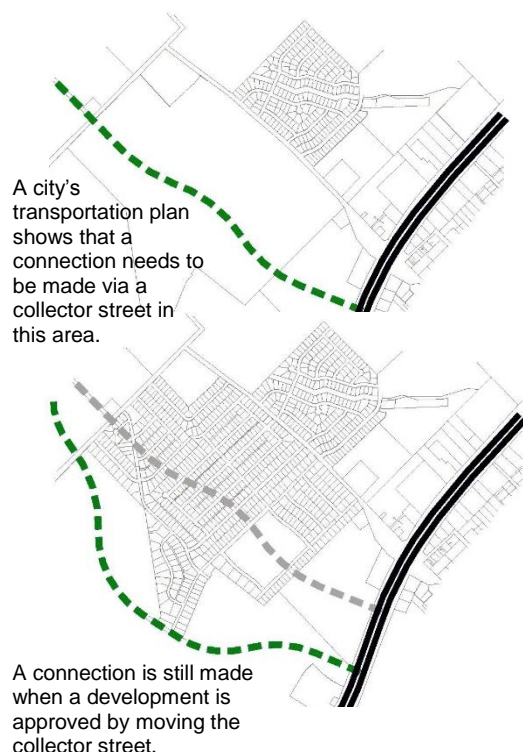 A city's
transportation plan
shows that a
connection needs to
be made via a
collector street in
this area.
A connection is still made
when a development is
approved by moving the
collector street.